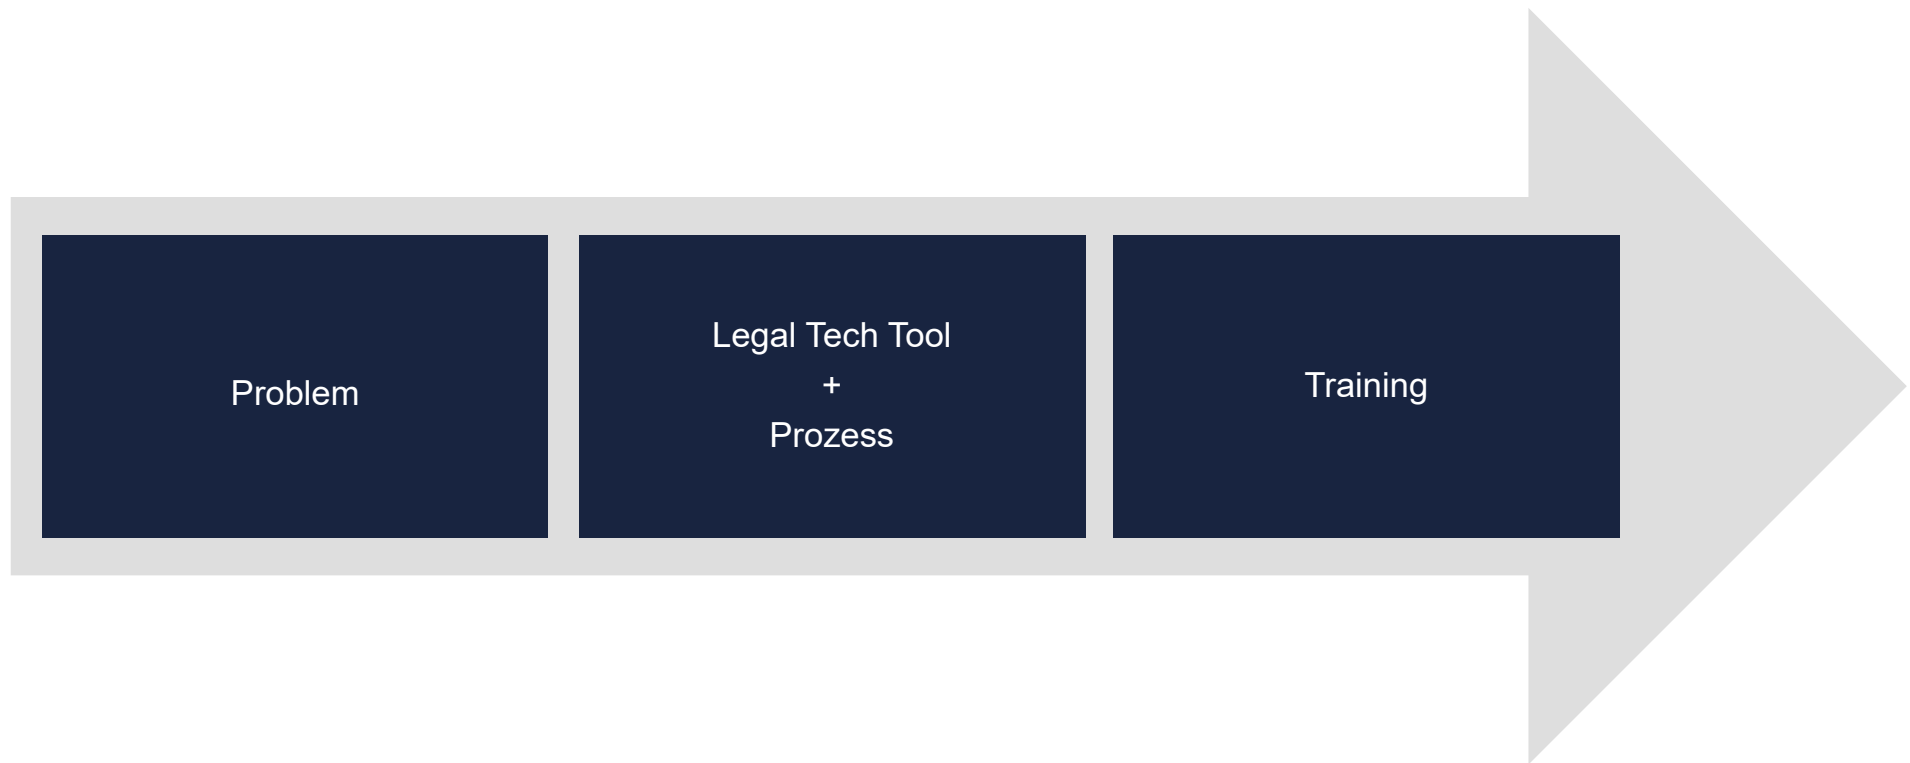 Problem
Legal Tech Tool
+
Prozess
Training